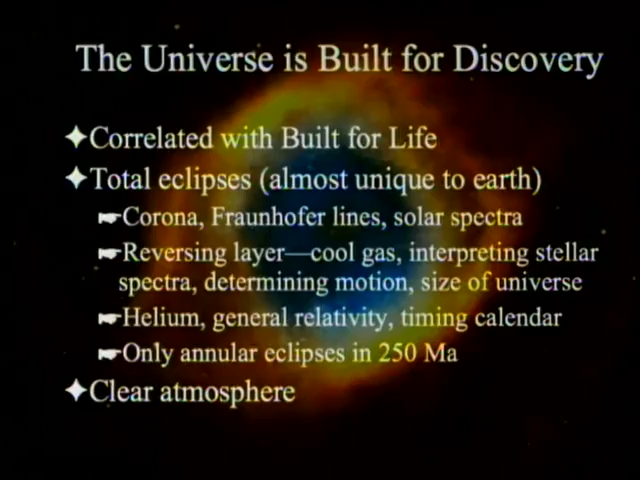 The Universe is Built for Discovery
✦Correlated with Built for Life
✦Total eclipses (almost unique to earth)
☛Corona, Fraunhofer lines, solar spectra
☛Reversing layer—cool gas, interpreting stellar
spectra, determining motion, size of universe
☛Helium, general relativity, timing calendar
☛Only annular eclipses in 250 Ma
✦Clear atmosphere